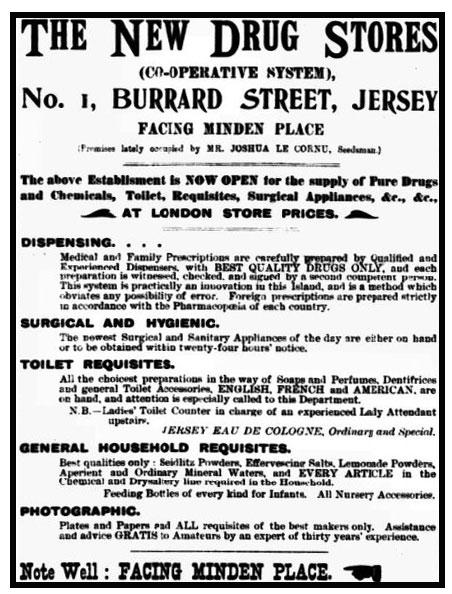 THE NEW DRUG STORES
(CO-OPERATIVE SYSTEM),
No. 1, BURRARD STREET, JERSEY
FACING MINDEN PLACE
(Premises lately occupied by MR. JOSHUA LE CORNU, Seedsman.)
The above Establisment is NOW OPEN for the supply of Pure Drugs
and Chemicals, Toilet, Requisites, Surgical Appliances, &c., &c.,
AT LONDON STORE PRICES.
DISPENSING. . . .
Medical and Family Prescriptions are carefully prepared by Qualified and
Experienced Dispensers, with BEST QUALITY DRUGS ONLY, and each
preparation is witnessed, checked, and signed by a second competent person.
This system is practically an innovation in this Island, and is a method which
obviates any possibility of error. Foreign prescriptions are prepared strictly
in accordance with the Pharmacopœia of each country.
SURGICAL AND HYGIENIC.
The newest Surgical and Sanitary Appliances of the day are either on hand
or to be obtained within twenty-four hours' notice.
TOILET REQUISITES.
All the choicest preparations in the way of Soaps and Perfumes, Dentifrices
and general Toilet Accessories, ENGLISH, FRENCH and AMERICAN, are
on hand, and attention is especially called to this Department.
N.B.—Ladies' Toilet Counter in charge of an experienced Lady Attendant
upstairs.
JERSEY EAU DE COLOGNE, Ordinary and Special.
GENERAL HOUSEHOLD REQUISITES.
Best qualities only: Seidlitz Powders, Effervescing Salts, Lemonade Powders,
Aperient and Ordinary Mineral Waters, and EVERY ARTICLE in the
Chemical and Drysaltery line required in the Household.
Feeding Bottles of every kind for Infants. All Nursery Accessories.
PHOTOGRAPHIC.
Plates and Papers and ALL requisites of the best makers only. Assistance
and advice GRATIS to Amateurs by an expert of thirty years' experience.
Note Well: FACING MINDEN PLACE.